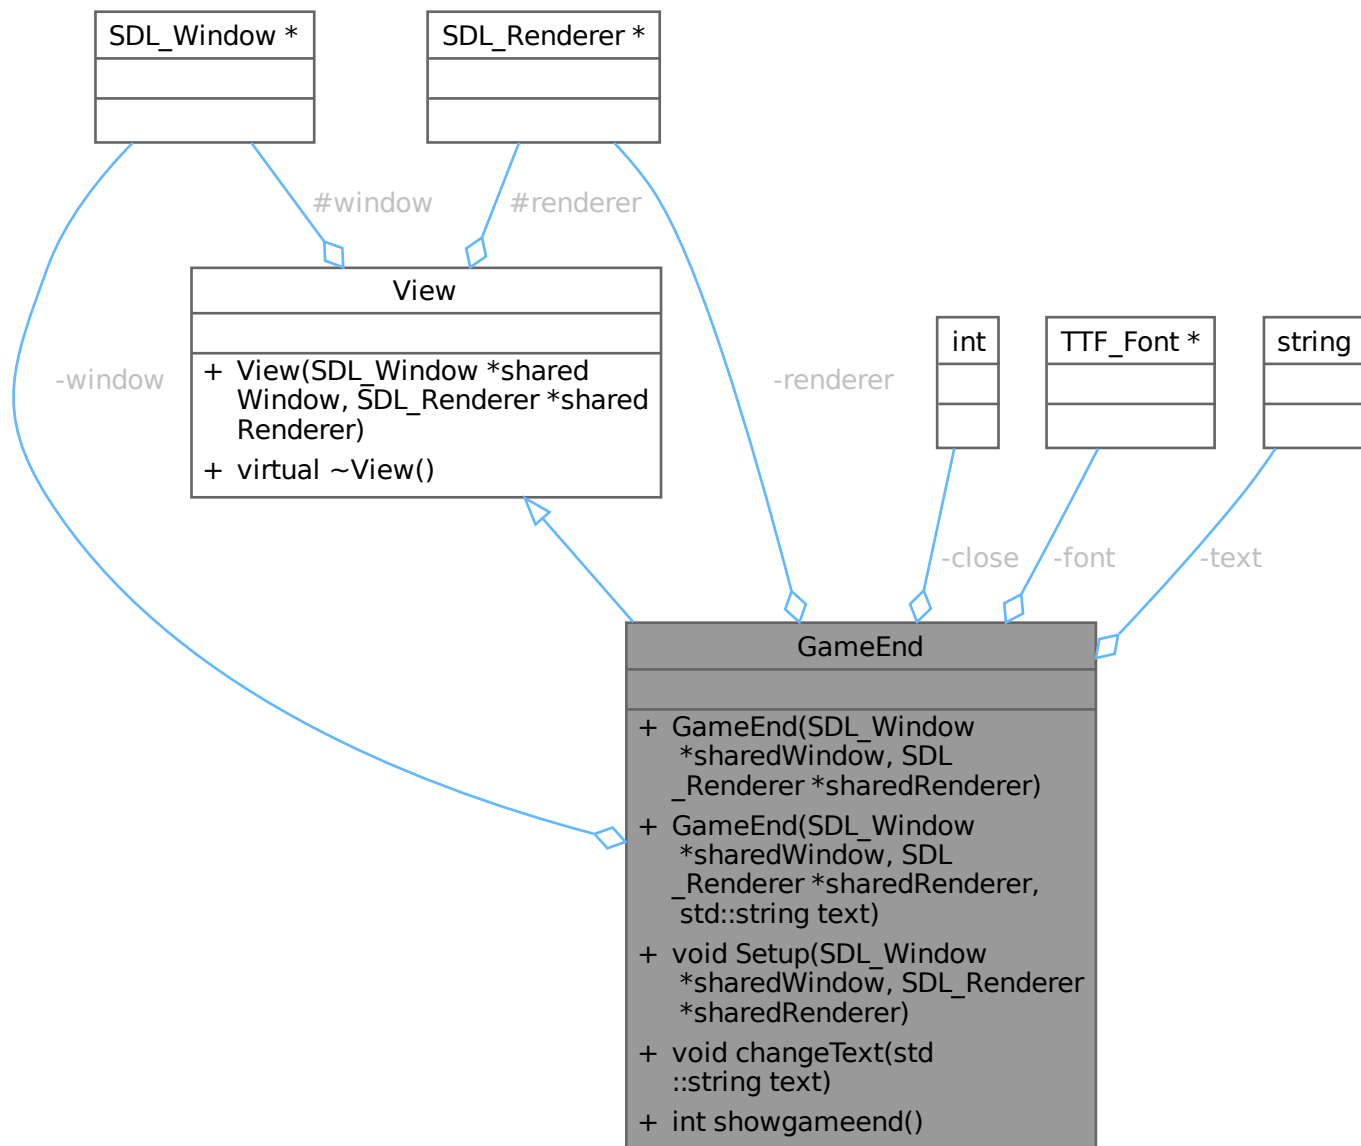 SDL_Window *
SDL_Renderer *
#window
#renderer
View
+ View(SDL_Window *shared
Window, SDL_Renderer *shared
Renderer)
+ virtual ~View()
int
TTF_Font *
string
-window
-renderer
-close
-font
-text
GameEnd
+ GameEnd(SDL_Window
*sharedWindow, SDL
_Renderer *sharedRenderer)
+ GameEnd(SDL_Window
*sharedWindow, SDL
_Renderer *sharedRenderer,
std::string text)
+ void Setup(SDL_Window
*sharedWindow, SDL_Renderer
*sharedRenderer)
+ void changeText(std
::string text)
+ int showgameend()